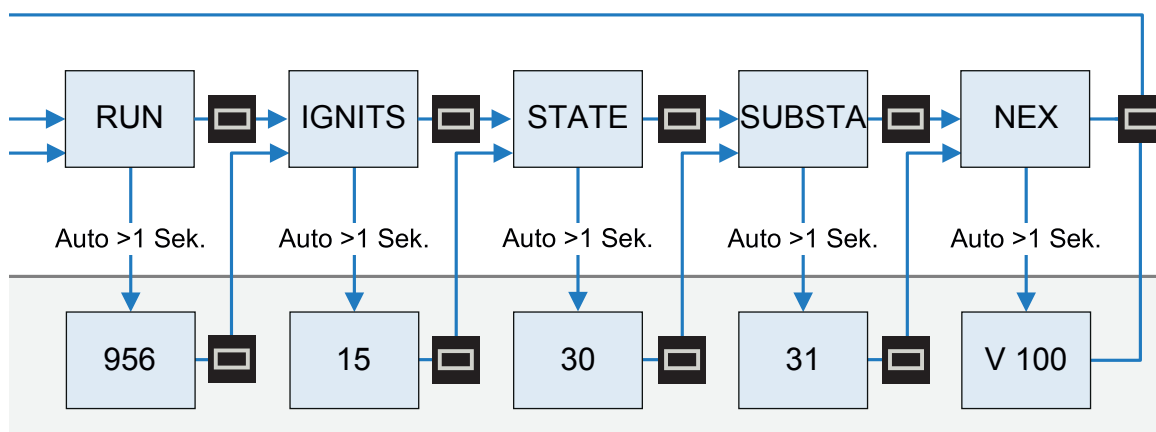 RUN
IGNITS
STATE
SUBSTA
NEX
Auto >1 Sek.
Auto >1 Sek.
Auto >1 Sek.
Auto >1 Sek.
Auto >1 Sek.
956
15
30
31
V 100